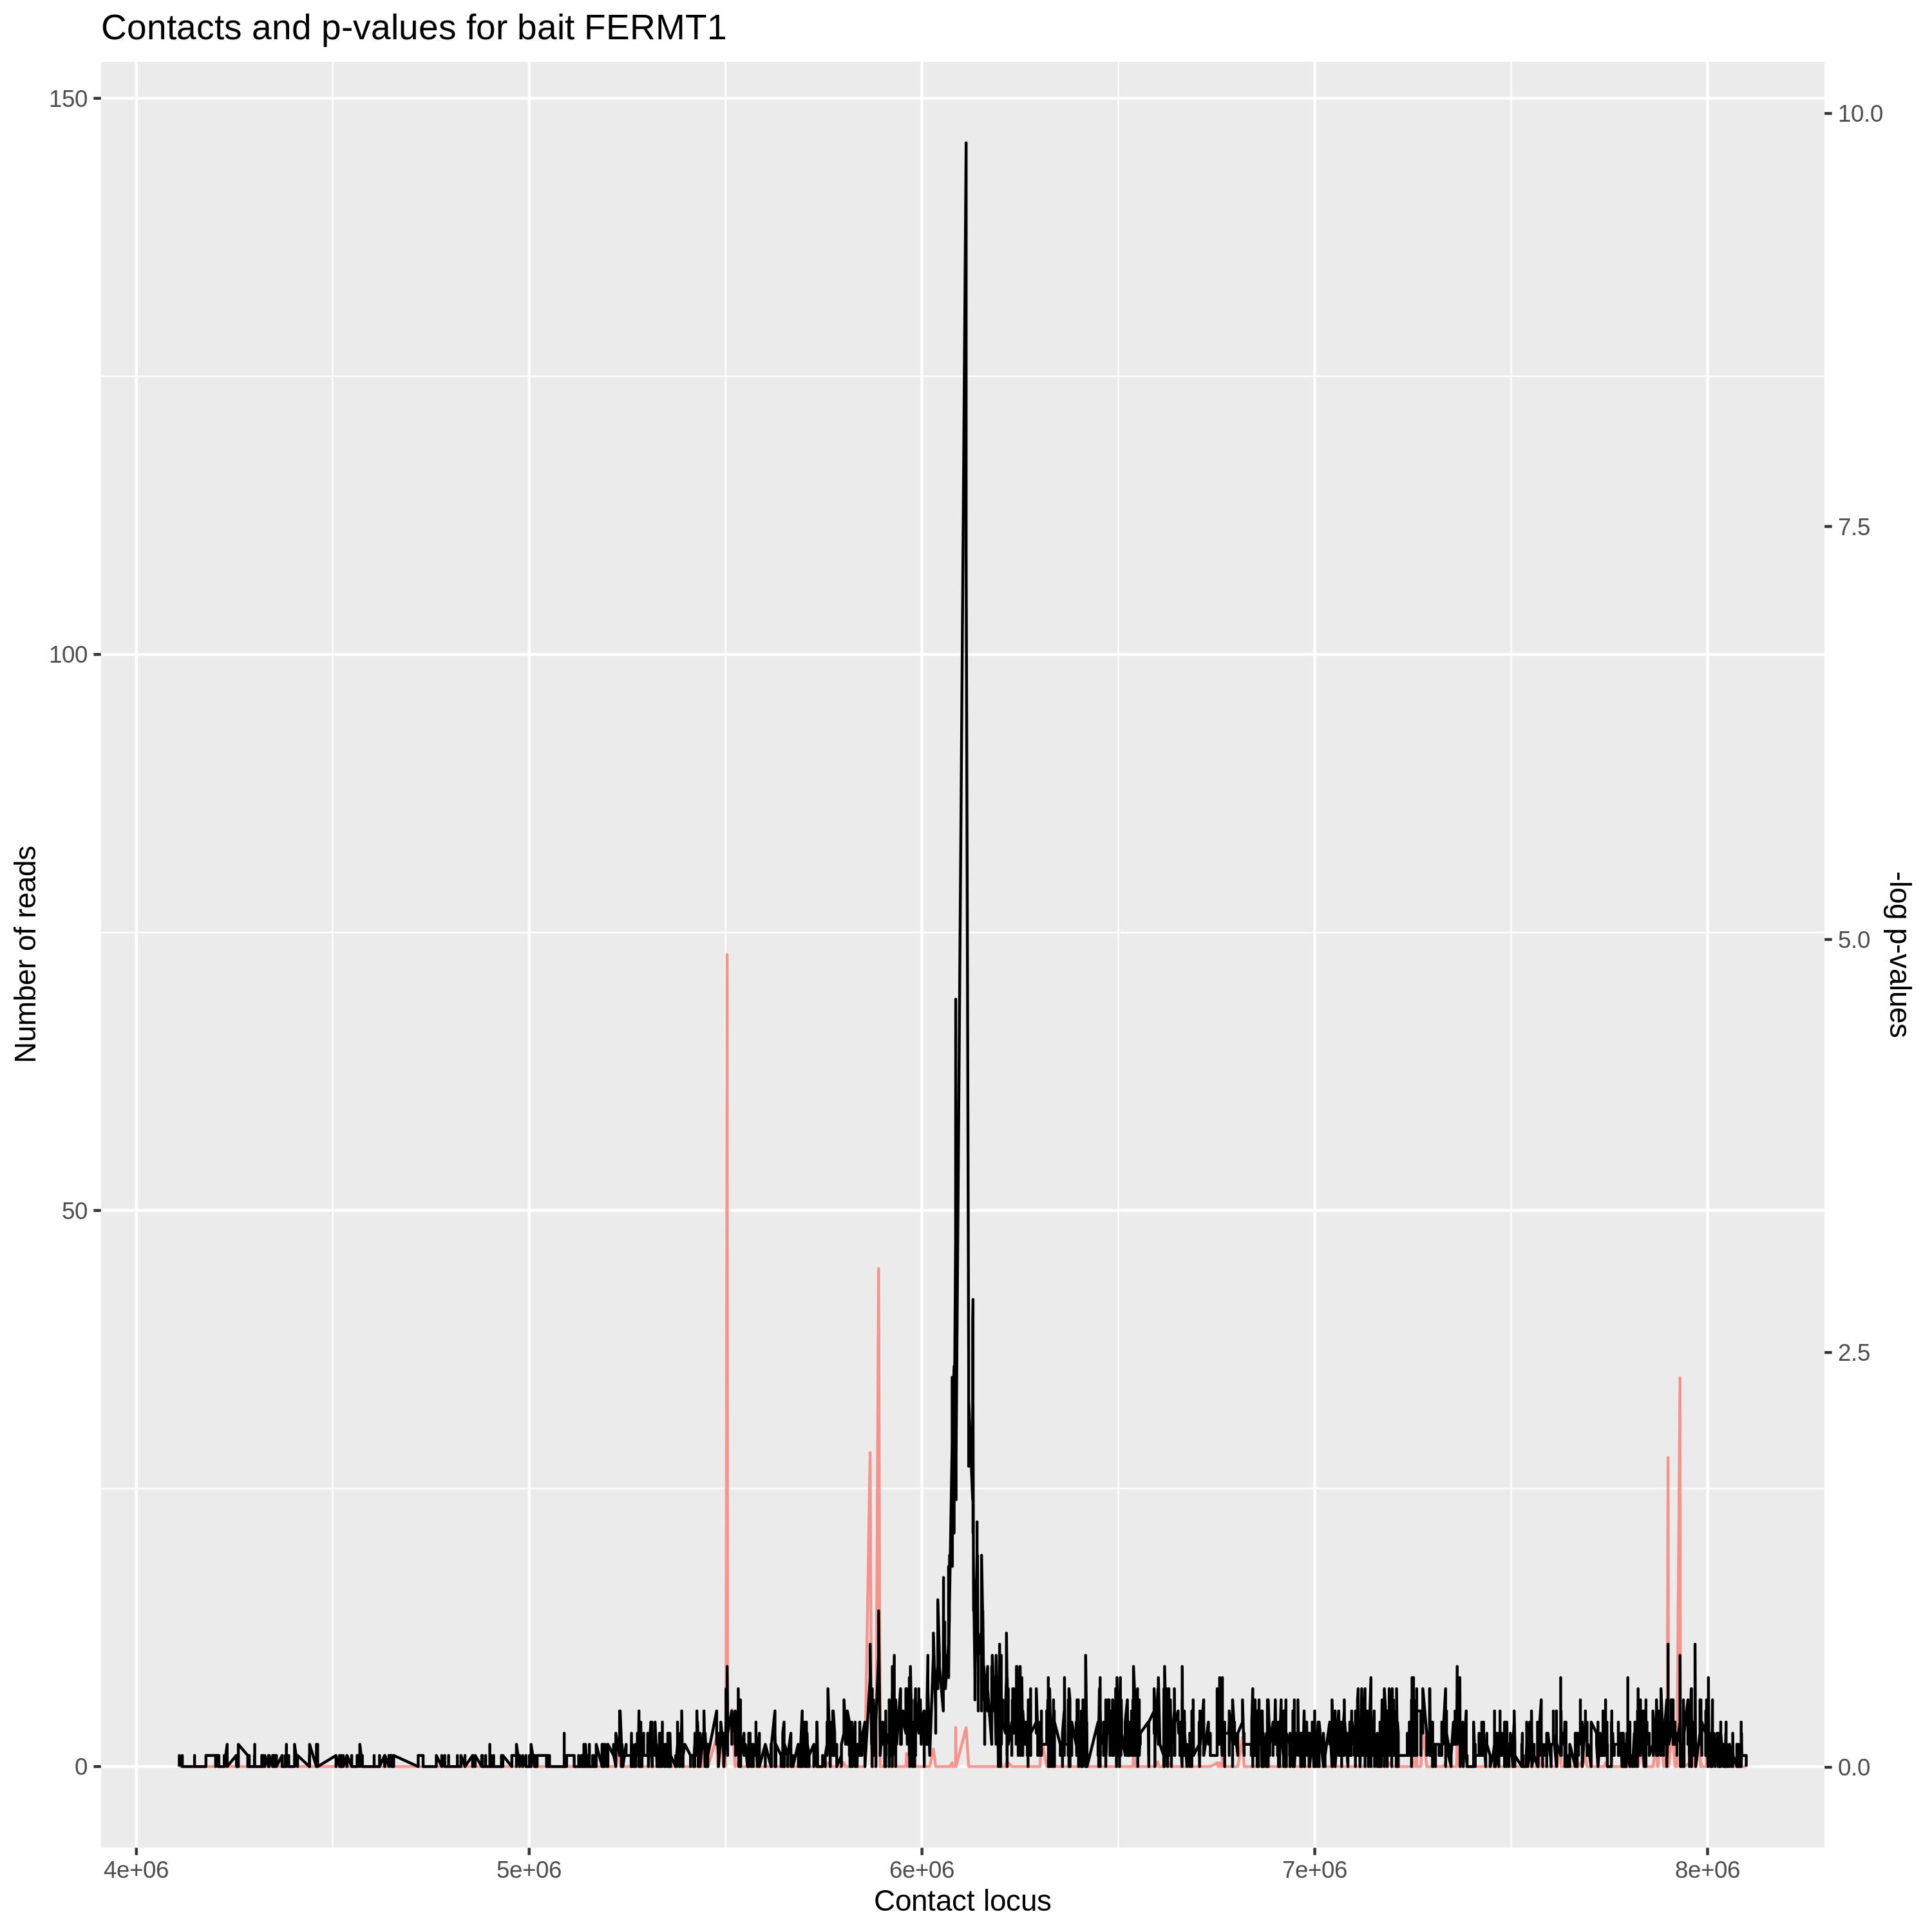 Contacts and p-values for bait FERMT1
150
100
50
0
Number of reads
10.0
7.5
5.0
2.5
0.0
-log p-values
4e+06
5e+06
6e+06
7e+06
8e+06
Contact locus